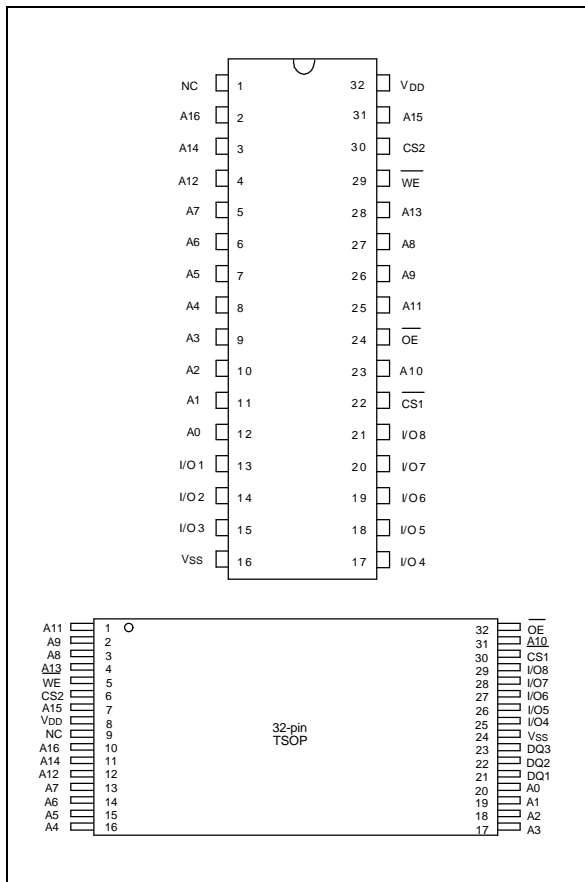 NC 1 32 VDD
A16 2 31 A15
A14 3 30 CS2
A12 4 29 WE
A7 5 28 A13
A6 6 27 A8
A5 7 26 A9
A4 8 25 A11
A3 9 24 OE
A2 10 23 A10
A1 11 22 CS1
A0 12 21 I/O8
I/O1 13 20 I/O7
I/O2 14 19 I/O6
I/O3 15 18 I/O5
VSS 16 17 I/O4
A11 1 32 OE
A9 2 31 A10
A8 3 30 CS1
A13 4 29 I/O8
WE 5 28 I/O7
CS2 6 27 I/O6
A15 7 26 I/O5
VDD 8 25 I/O4
NC 9 24 VSS
A16 10 23 DQ3
A14 11 22 DQ2
A12 12 21 DQ1
A7 13 20 A0
A6 14 19 A1
A5 15 18 A2
A4 16 17 A3
32-pin
TSOP